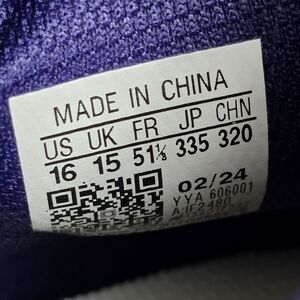 MADE IN CHINA
US UK FR JP CHN
16 15 51⅓ 335 320
02/24
YYA 606001